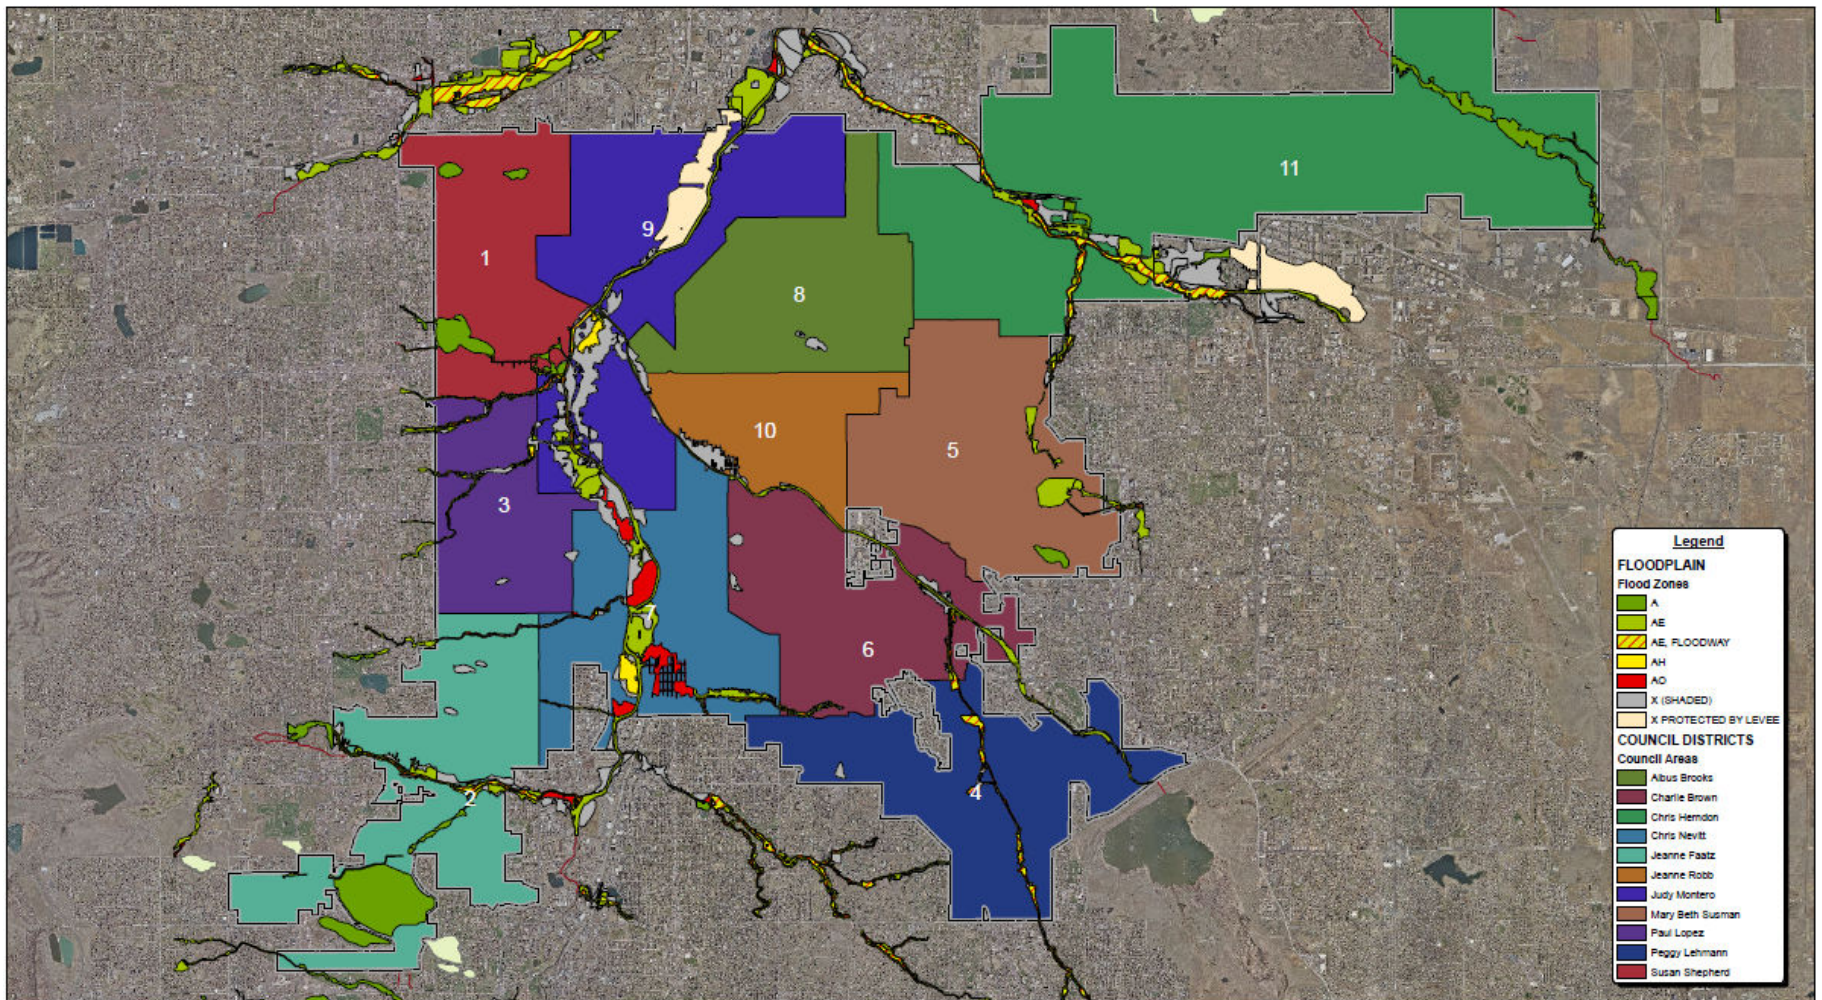 11
9
1
8
10
5
3
7
6
4
2
Legend
FLOODPLAIN
Flood Zones
A
AE
AE, FLOODWAY
AH
AO
X (SHADED)
X PROTECTED BY LEVEE
COUNCIL DISTRICTS
Council Areas
Albus Brooks
Charlie Brown
Chris Herndon
Chris Nevitt
Jeanne Faatz
Jeanne Robb
Judy Montero
Mary Beth Susman
Paul Lopez
Peggy Lehmann
Susan Shepherd